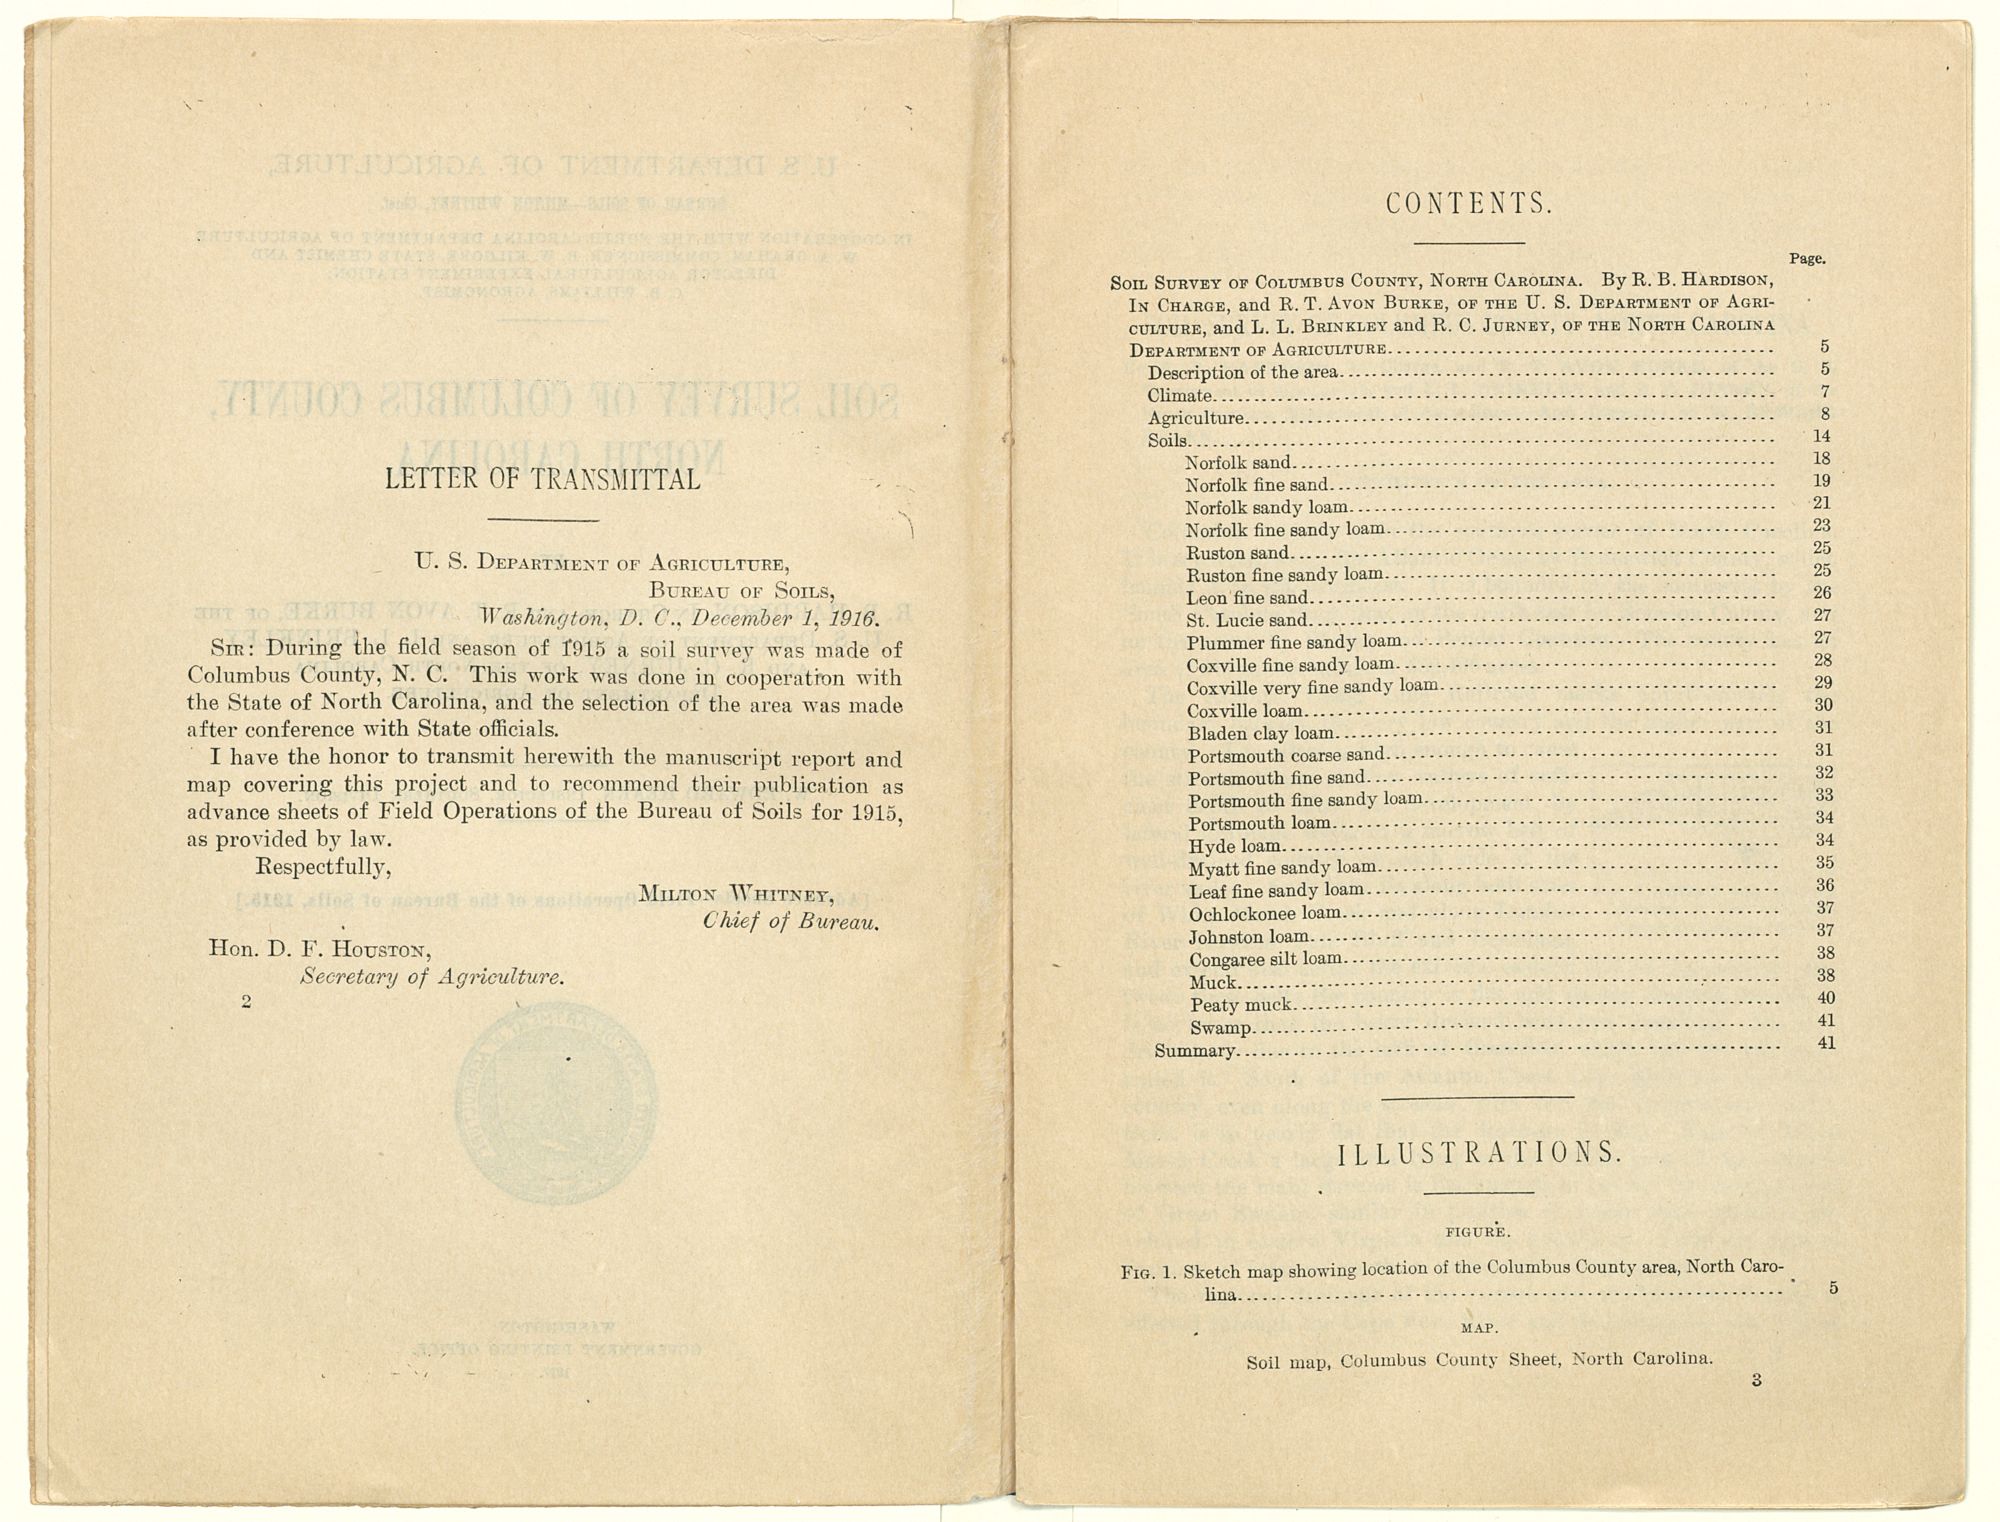 LETTER OF TRANSMITTAL
U. S. DEPARTMENT OF AGRICULTURE,
BUREAU OF SOILS,
Washington, D. C., December 1, 1916.
SIR: During the field season of 1915 a soil survey was made of
Columbus County, N. C. This work was done in cooperation with
the State of North Carolina, and the selection of the area was made
after conference with State officials.
I have the honor to transmit herewith the manuscript report and
map covering this project and to recommend their publication as
advance sheets of Field Operations of the Bureau of Soils for 1915,
as provided by law.
Respectfully,
MILTON WHITNEY,
Chief of Bureau.
Hon. D. F. HOUSTON,
Secretary of Agriculture.
2
CONTENTS.
Page.
SOIL SURVEY OF COLUMBUS COUNTY, NORTH CAROLINA. By R. B. HARDISON,
IN CHARGE, and R. T. AVON BURKE, OF THE U. S. DEPARTMENT OF AGRI-
CULTURE, and L. L. BRINKLEY and R. C. JURNEY, OF THE NORTH CAROLINA
DEPARTMENT OF AGRICULTURE 5
Description of the area 5
Climate 7
Agriculture 8
Soils 14
Norfolk sand 18
Norfolk fine sand 19
Norfolk sandy loam 21
Norfolk fine sandy loam 23
Ruston sand 25
Ruston fine sandy loam 25
Leon fine sand 26
St. Lucie sand 27
Plummer fine sandy loam 27
Coxville fine sandy loam 28
Coxville very fine sandy loam 29
Coxville loam 30
Bladen clay loam 31
Portsmouth coarse sand 31
Portsmouth fine sand 32
Portsmouth fine sandy loam 33
Portsmouth loam 34
Hyde loam 34
Myatt fine sandy loam 35
Leaf fine sandy loam 36
Ochlockonee loam 37
Johnston loam 37
Congaree silt loam 38
Muck 38
Peaty muck 40
Swamp 41
Summary 41
ILLUSTRATIONS.
FIGURE.
FIG. 1. Sketch map showing location of the Columbus County area, North Caro-
lina 5
MAP.
Soil map, Columbus County Sheet, North Carolina.
3